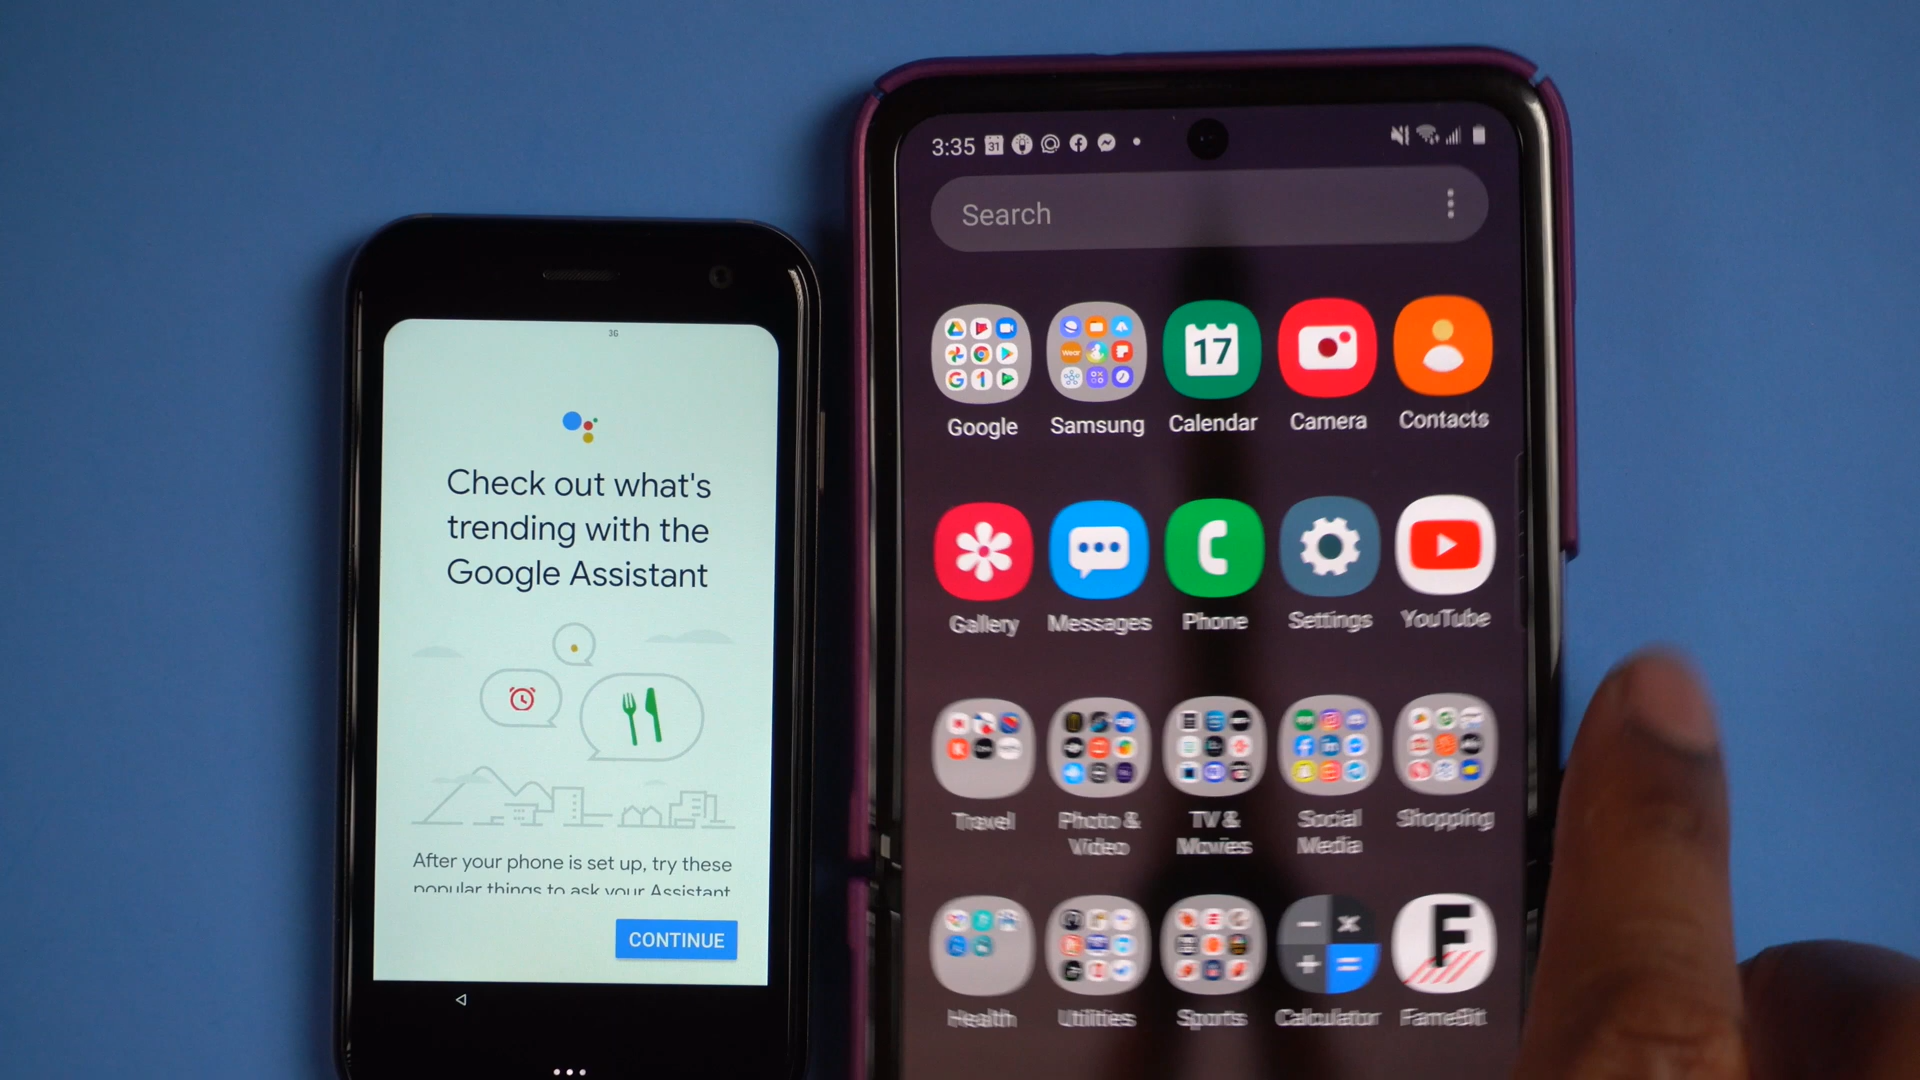 3G
Check out what's
trending with the
Google Assistant
After your phone is set up, try these
popular things to ask your Assistant
CONTINUE
3:35
31
Search
17
Google
Samsung
Calendar
Camera
Contacts
Gallery
Messages
Phone
Settings
YouTube
Travel
Photo &
Video
TV &
Movies
Social
Media
Shopping
Health
Utilities
Sports
Calculator
FameBit